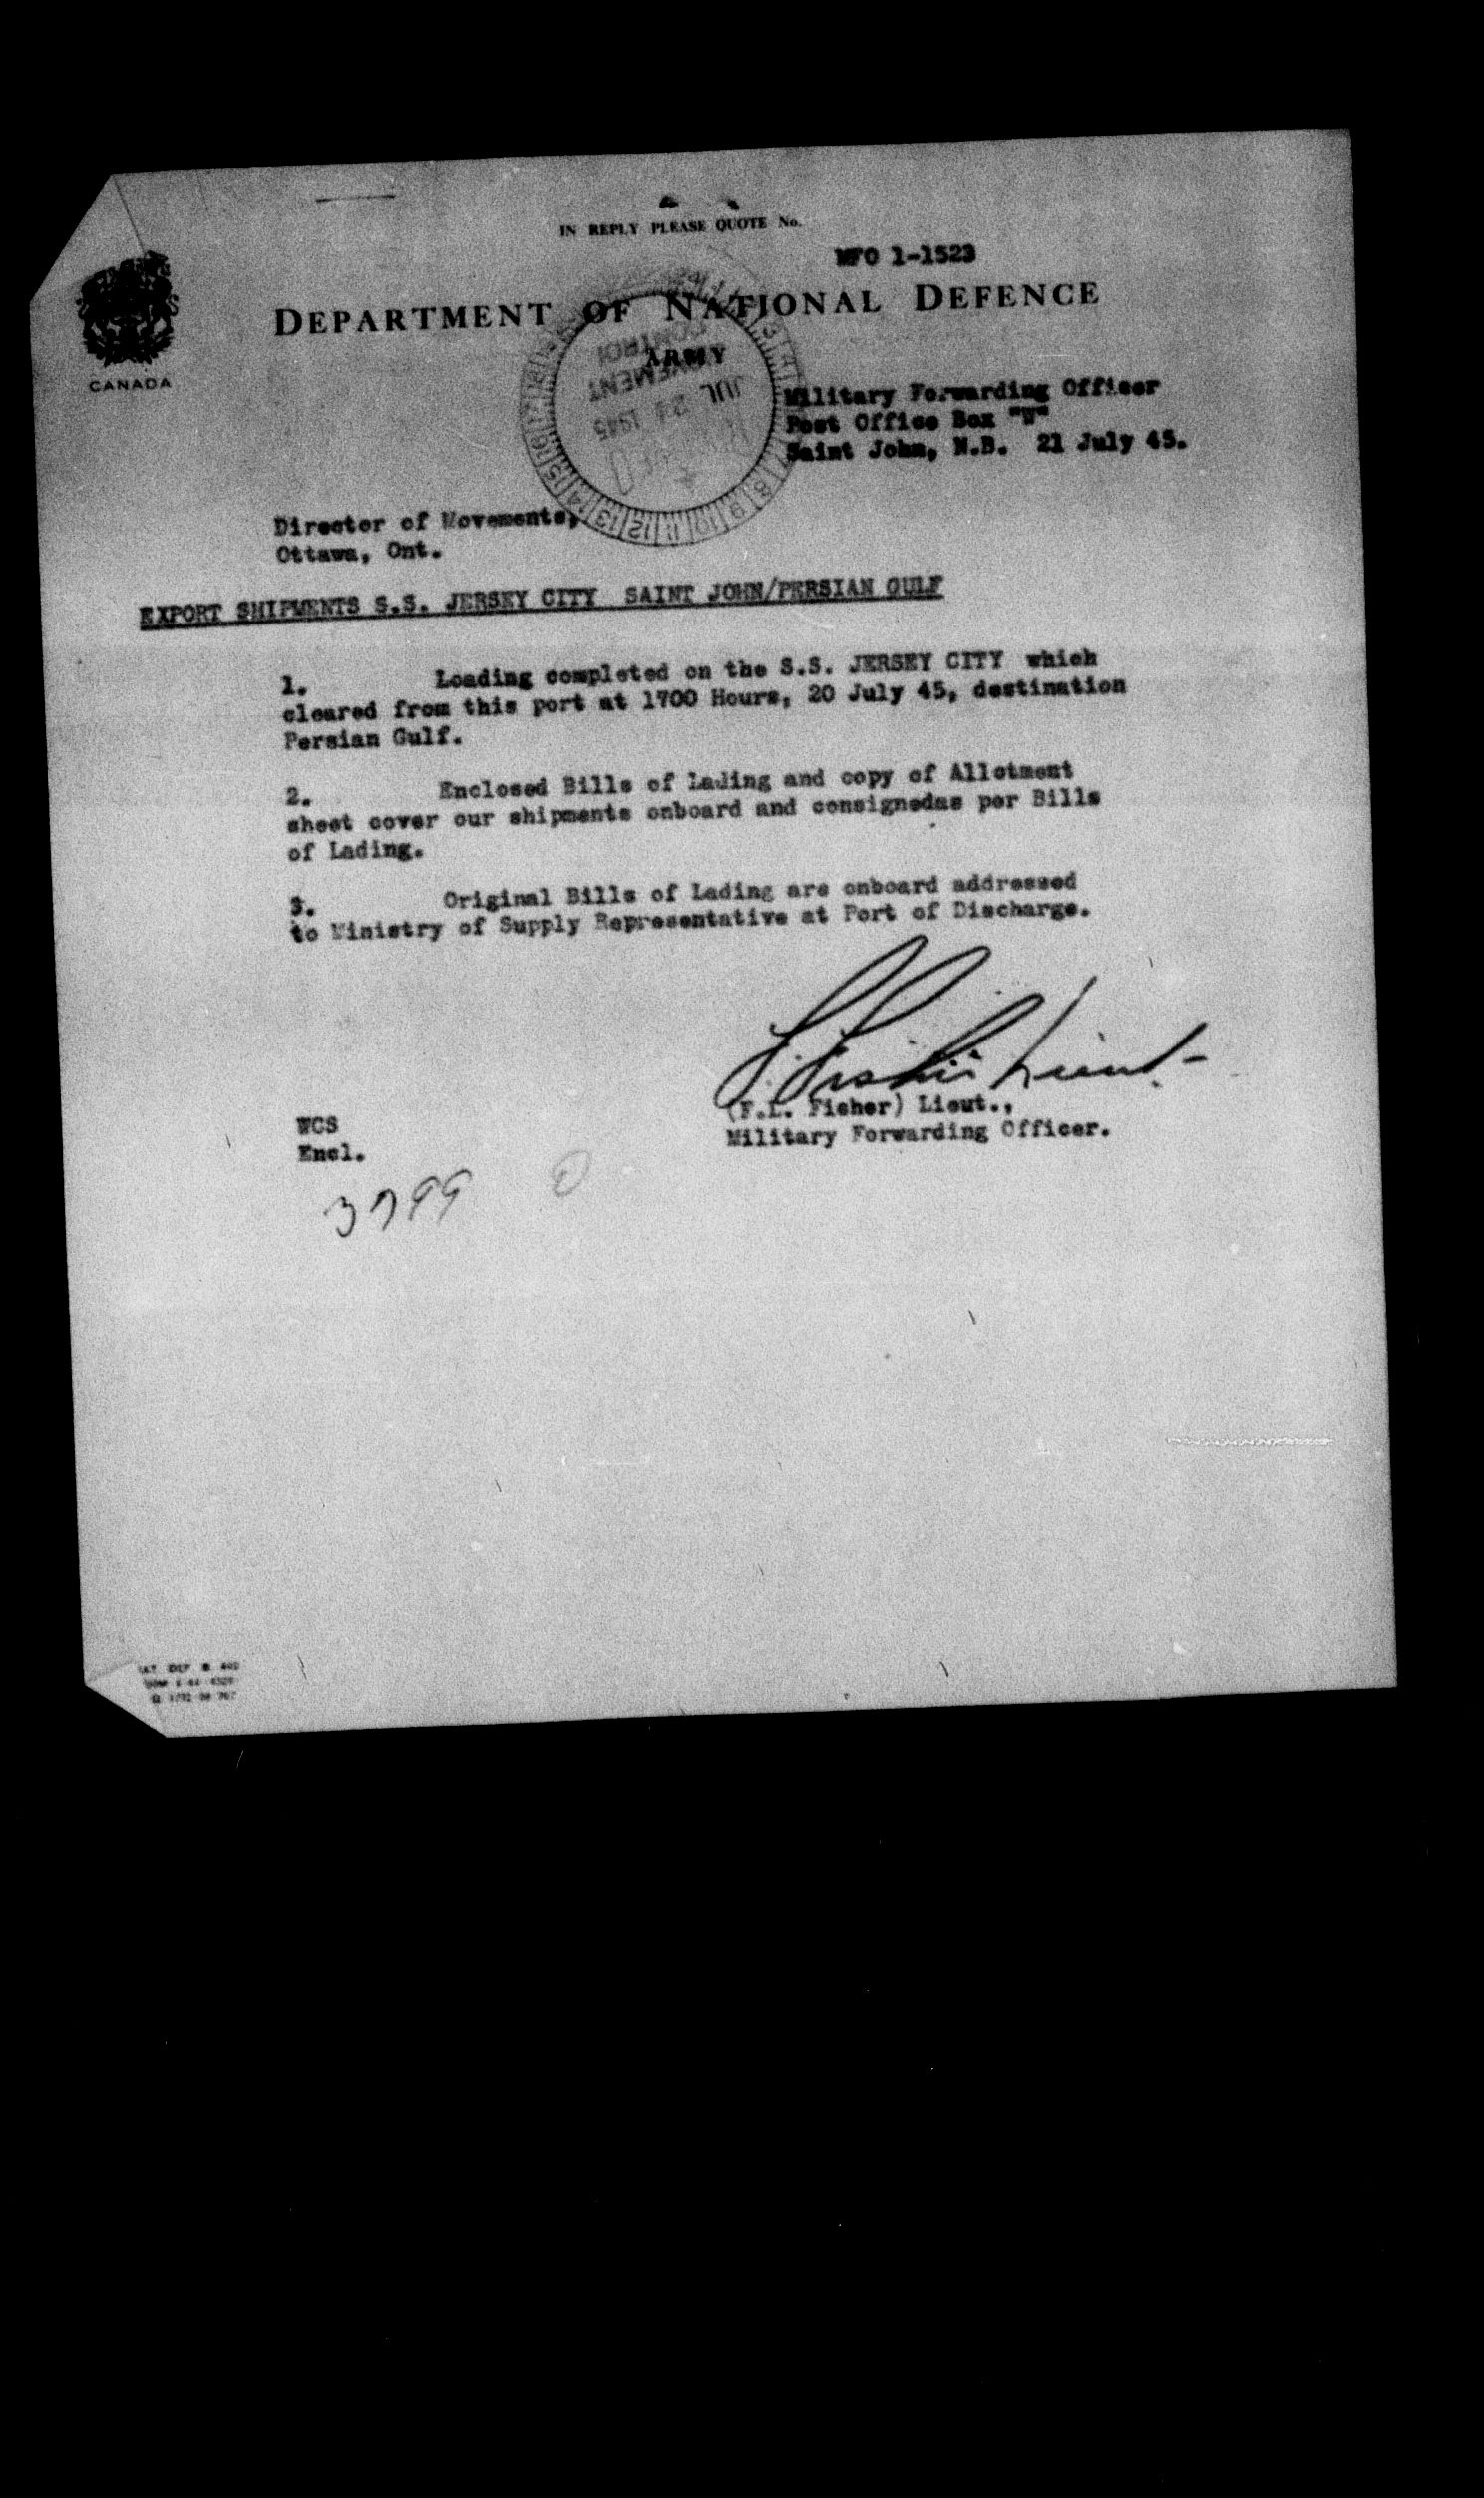 IN REPLY PLEASE QUOTE No.
MFO 1-1523
DEPARTMENT OF NATIONAL DEFENCE
ARMY
CANADA
MOVEMENT
CONTROL
JUL 24 1945
Military Forwarding Officer
Post Office Box "W"
Saint John, N.B. 21 July 45.
Director of Movements,
Ottawa, Ont.
EXPORT SHIPMENTS S.S. JERSEY CITY SAINT JOHN/PERSIAN GULF
1. Loading completed on the S.S. JERSEY CITY which
cleared from this port at 1700 Hours, 20 July 45, destination
Persian Gulf.
2. Enclosed Bills of Lading and copy of Allotment
sheet cover our shipments onboard and consignedas per Bills
of Lading.
3. Original Bills of Lading are onboard addressed
to Ministry of Supply Representative at Port of Discharge.
(F.L. Fisher) Lieut.,
Military Forwarding Officer.
WCS
Encl.
3799